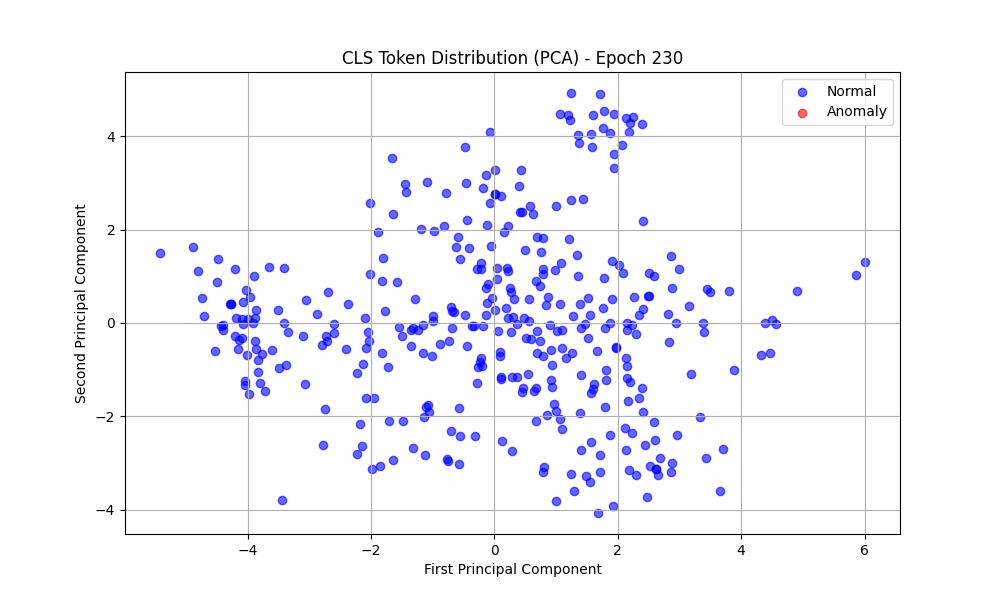 CLS Token Distribution (PCA) - Epoch 230
Normal
Anomaly
Second Principal Component
4
2
0
−2
−4
−4
−2
0
2
4
6
First Principal Component